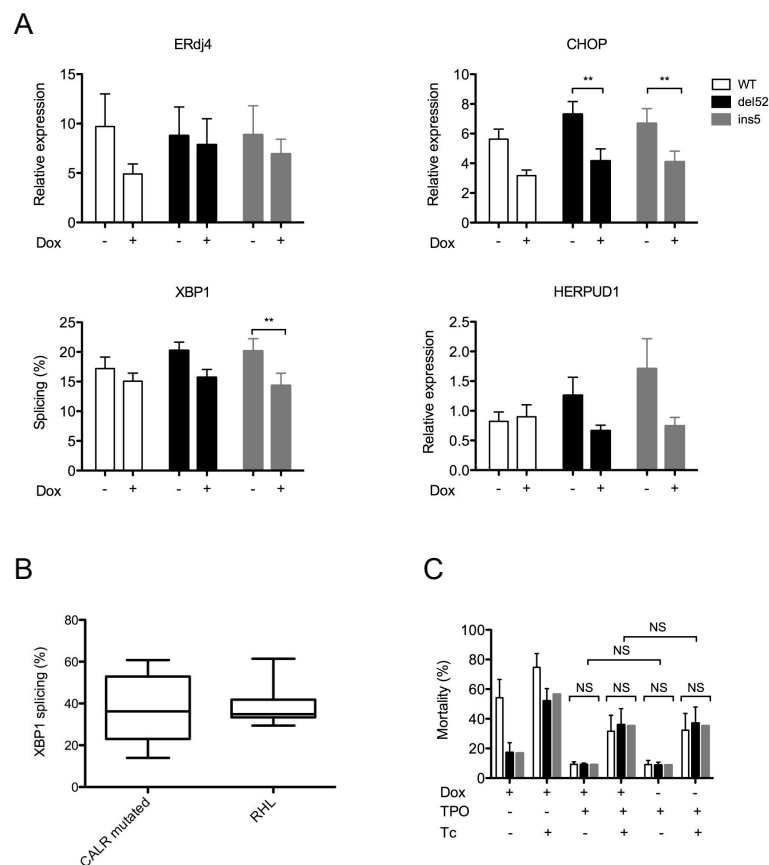 A
ERdj4
Relative expression
15
10
5
0
Dox - + - + - +
CHOP
Relative expression
10
8
6
4
2
0
** **
Dox - + - + - +
WT
del52
ins5
XBP1
Splicing (%)
25
20
15
10
5
0
**
Dox - + - + - +
HERPUD1
Relative expression
2.5
2.0
1.5
1.0
0.5
0.0
Dox - + - + - +
B
XBP1 splicing (%)
80
60
40
20
0
CALR mutated
RHL
C
Mortality (%)
100
80
60
40
20
0
NS
NS
NS NS NS NS
Dox + + + + - -
TPO - - + + + +
Tc - + - + - +